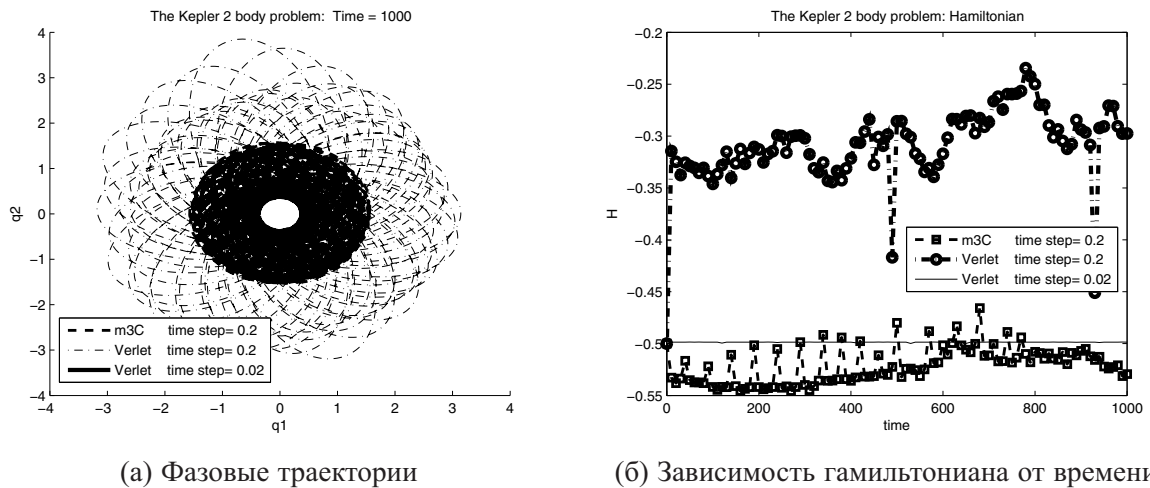 The Kepler 2 body problem: Time = 1000
4
3
2
1
0
−1
−2
−3
−4
q2
−4 −3 −2 −1 0 1 2 3 4
q1
m3C time step= 0.2
Verlet time step= 0.2
Verlet time step= 0.02
(а) Фазовые траектории
The Kepler 2 body problem: Hamiltonian
−0.2
−0.25
−0.3
−0.35
−0.4
−0.45
−0.5
−0.55
H
0 200 400 600 800 1000
time
m3C time step= 0.2
Verlet time step= 0.2
Verlet time step= 0.02
(б) Зависимость гамильтониана от времени